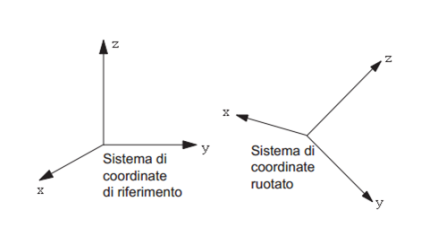 z
y
x
Sistema di
coordinate
di riferimento
z
x
y
Sistema di
coordinate
ruotato